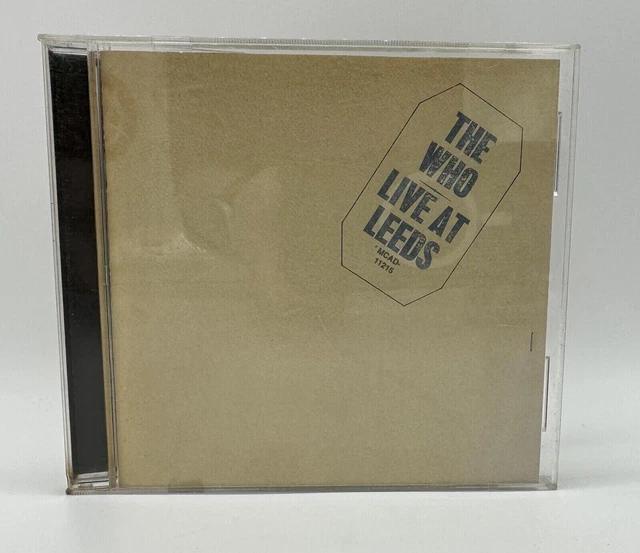 THE
WHO
LIVE AT
LEEDS
"MCAD-
11215